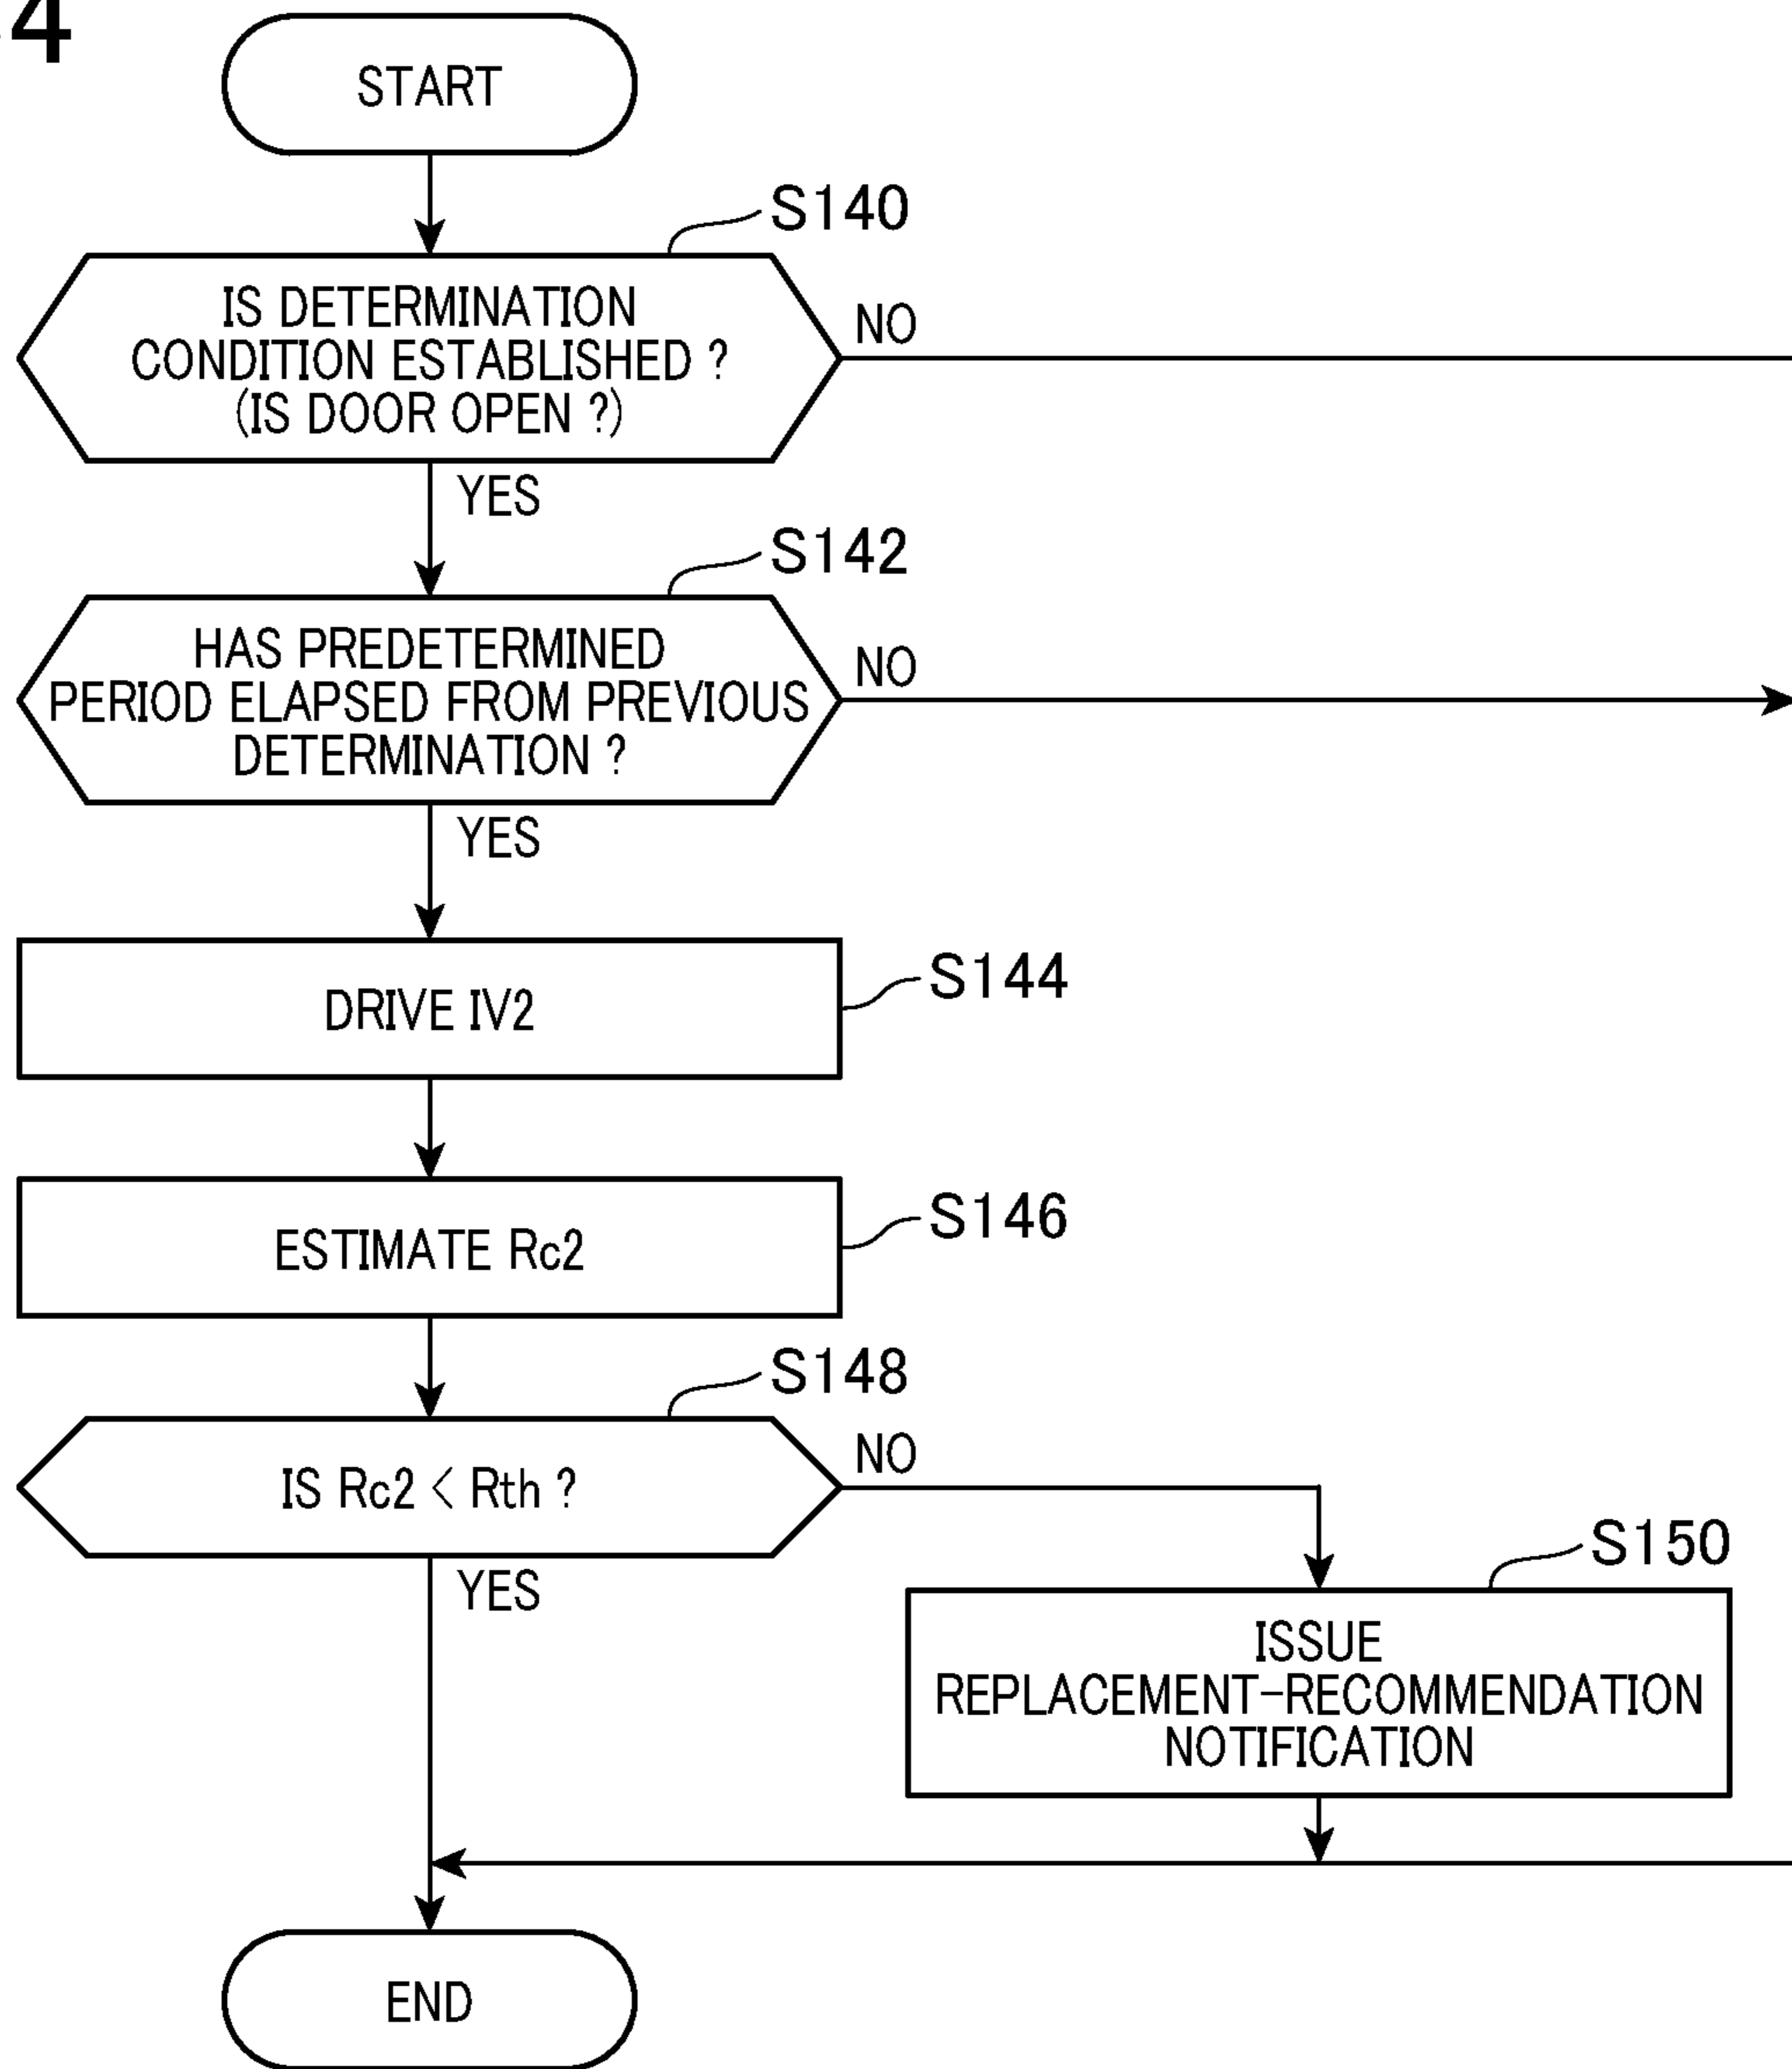 4
START
S140
IS DETERMINATION
CONDITION ESTABLISHED ?
(IS DOOR OPEN ?)
NO
YES
S142
HAS PREDETERMINED
PERIOD ELAPSED FROM PREVIOUS
DETERMINATION ?
NO
YES
DRIVE IV2
S144
ESTIMATE Rc2
S146
S148
IS Rc2 < Rth ?
NO
YES
S150
ISSUE
REPLACEMENT-RECOMMENDATION
NOTIFICATION
END